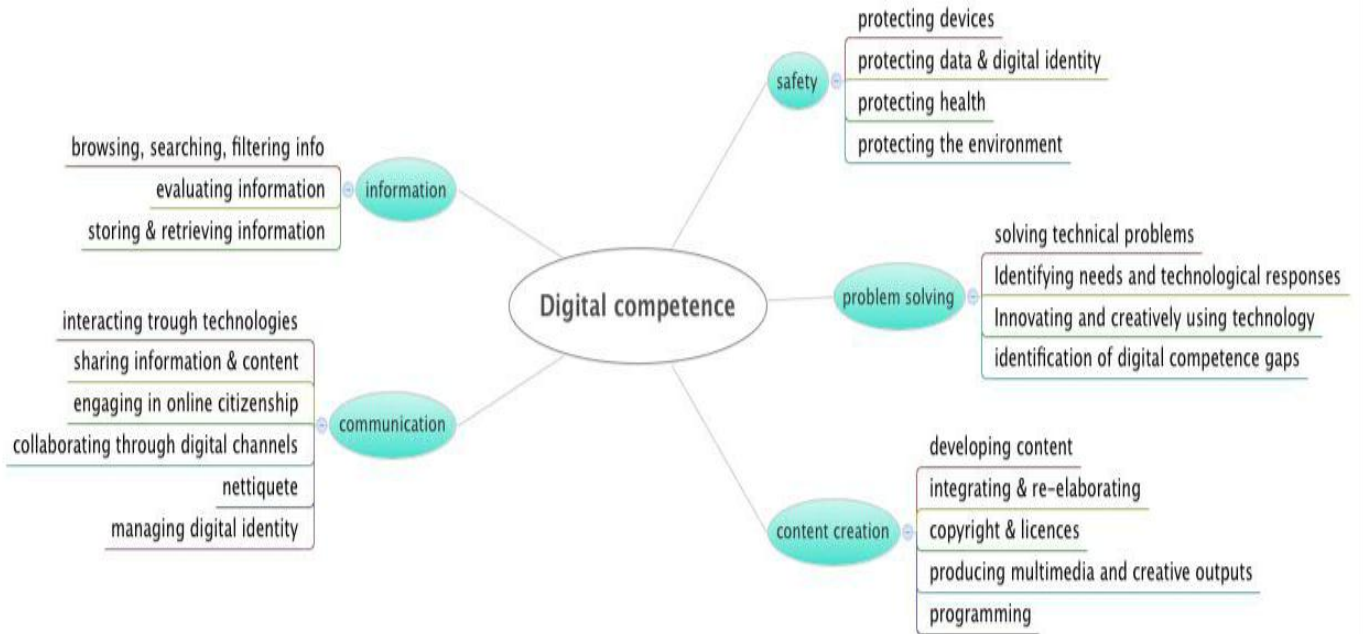 Digital competence
safety
protecting devices
protecting data & digital identity
protecting health
protecting the environment
information
browsing, searching, filtering info
evaluating information
storing & retrieving information
problem solving
solving technical problems
Identifying needs and technological responses
Innovating and creatively using technology
identification of digital competence gaps
communication
interacting trough technologies
sharing information & content
engaging in online citizenship
collaborating through digital channels
nettiquete
managing digital identity
content creation
developing content
integrating & re-elaborating
copyright & licences
producing multimedia and creative outputs
programming